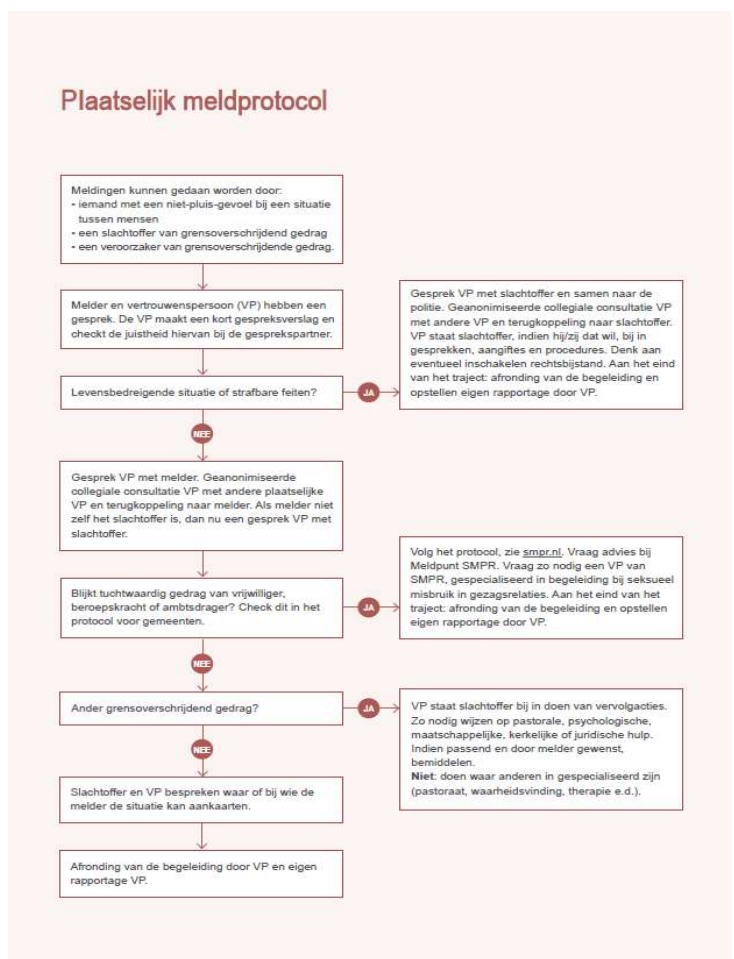 Plaatselijk meldprotocol
Meldingen kunnen gedaan worden door:
- iemand met een niet-pluis-gevoel bij een situatie
tussen mensen
- een slachtoffer van grensoverschrijdend gedrag
- een veroorzaker van grensoverschrijdende gedrag.
Melder en vertrouwenspersoon (VP) hebben een
gesprek. De VP maakt een kort gespreksverslag en
checkt de juistheid hiervan bij de gesprekspartner.
Levensbedreigende situatie of strafbare feiten?
JA
Gesprek VP met slachtoffer en samen naar de
politie. Geanonimiseerde collegiale consultatie VP
met andere VP en terugkoppeling naar slachtoffer.
VP staat slachtoffer, indien hij/zij dat wil, bij in
gesprekken, aangiftes en procedures. Denk aan
eventueel inschakelen rechtsbijstand. Aan het eind
van het traject: afronding van de begeleiding en
opstellen eigen rapportage door VP.
NEE
Gesprek VP met melder. Geanonimiseerde
collegiale consultatie VP met andere plaatselijke
VP en terugkoppeling naar melder. Als melder niet
zelf het slachtoffer is, dan nu een gesprek VP met
slachtoffer.
Blijkt tuchtwaardig gedrag van vrijwilliger,
beroepskracht of ambtsdrager? Check dit in het
protocol voor gemeenten.
JA
Volg het protocol, zie smpr.nl. Vraag advies bij
Meldpunt SMPR. Vraag zo nodig een VP van
SMPR, gespecialiseerd in begeleiding bij seksueel
misbruik in gezagsrelaties. Aan het eind van het
traject: afronding van de begeleiding en opstellen
eigen rapportage door VP.
NEE
Ander grensoverschrijdend gedrag?
JA
VP staat slachtoffer bij in doen van vervolgacties.
Zo nodig wijzen op pastorale, psychologische,
maatschappelijke, kerkelijke of juridische hulp.
Indien passend en door melder gewenst,
bemiddelen.
Niet: doen waar anderen in gespecialiseerd zijn
(pastoraat, waarheidsvinding, therapie e.d.).
NEE
Slachtoffer en VP bespreken waar of bij wie de
melder de situatie kan aankaarten.
Afronding van de begeleiding door VP en eigen
rapportage VP.